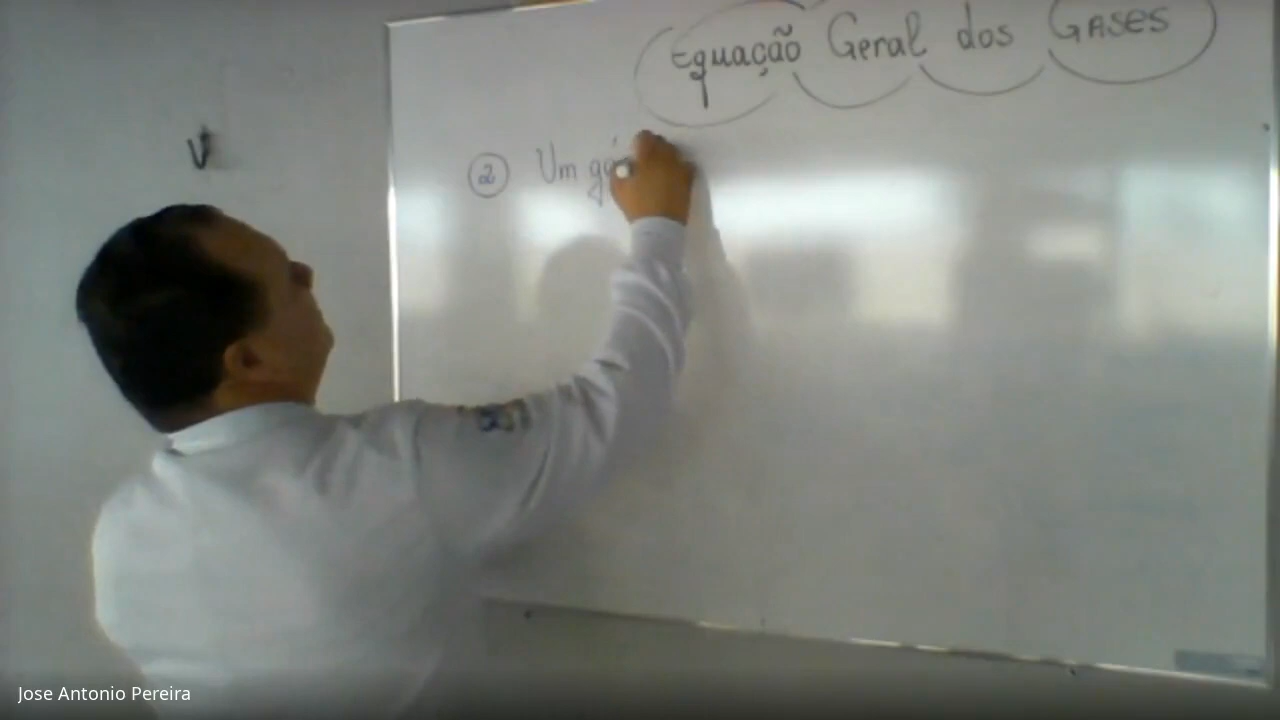 Equação Geral dos GASES
② Um gá
Jose Antonio Pereira